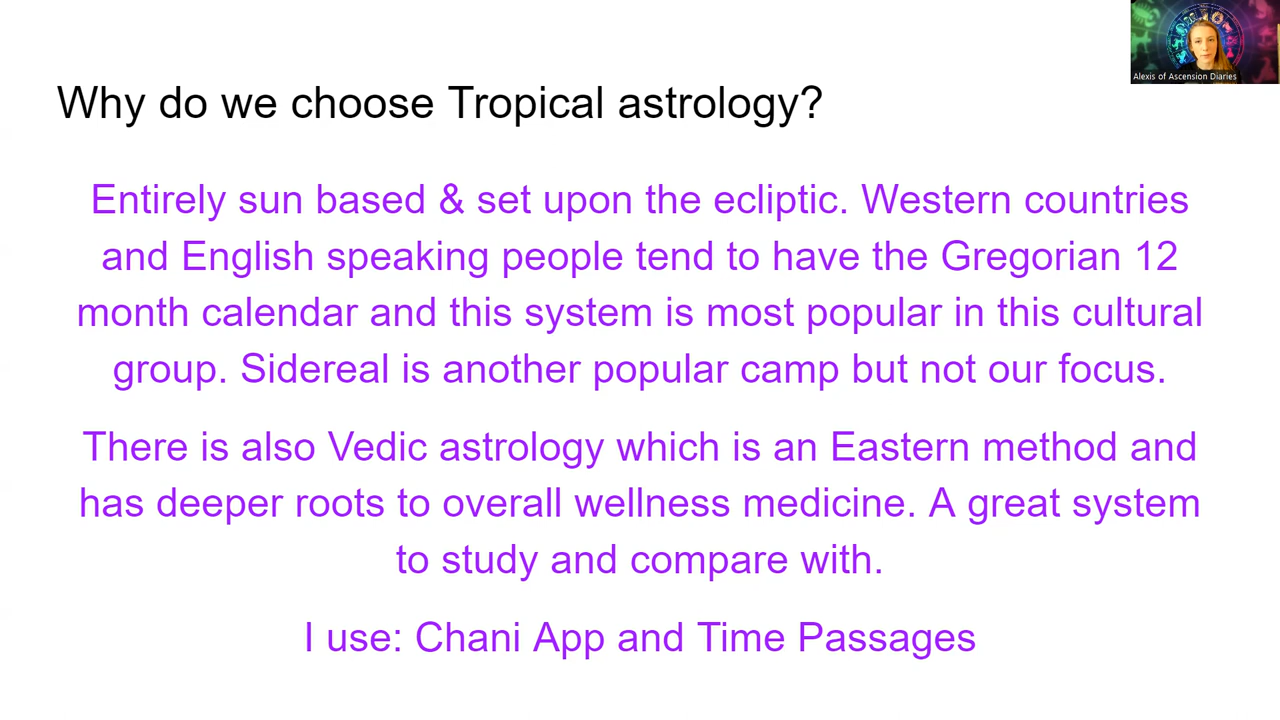 Alexis of Ascension Diaries
Why do we choose Tropical astrology?
Entirely sun based & set upon the ecliptic. Western countries
and English speaking people tend to have the Gregorian 12
month calendar and this system is most popular in this cultural
group. Sidereal is another popular camp but not our focus.
There is also Vedic astrology which is an Eastern method and
has deeper roots to overall wellness medicine. A great system
to study and compare with.
I use: Chani App and Time Passages